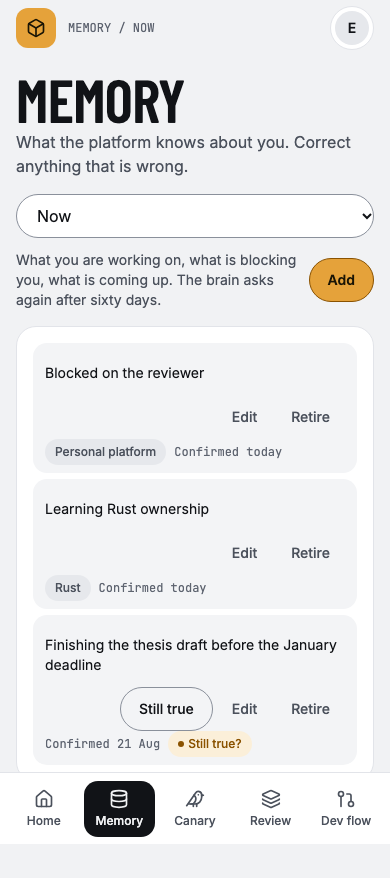 MEMORY / NOW
E
MEMORY
What the platform knows about you. Correct
anything that is wrong.
Now
What you are working on, what is blocking
you, what is coming up. The brain asks
again after sixty days.
Add
Blocked on the reviewer
Edit Retire
Personal platform Confirmed today
Learning Rust ownership
Edit Retire
Rust Confirmed today
Finishing the thesis draft before the January
deadline
Still true Edit Retire
Confirmed 21 Aug Still true?
Home Memory Canary Review Dev flow